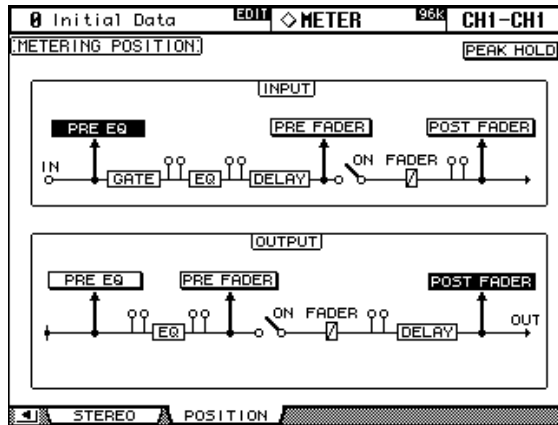 0 Initial Data EDIT ◇METER 96K CH1-CH1
METERING POSITION PEAK HOLD
INPUT
PRE EQ PRE FADER POST FADER
IN GATE EQ DELAY ON FADER
OUTPUT
PRE EQ PRE FADER POST FADER
EQ ON FADER DELAY OUT
STEREO POSITION